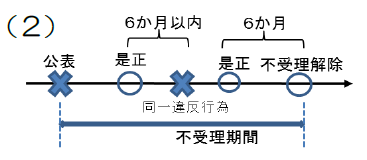 （２）
６か月以内
６か月
公表
是正
是正
不受理解除
同一違反行為
不受理期間